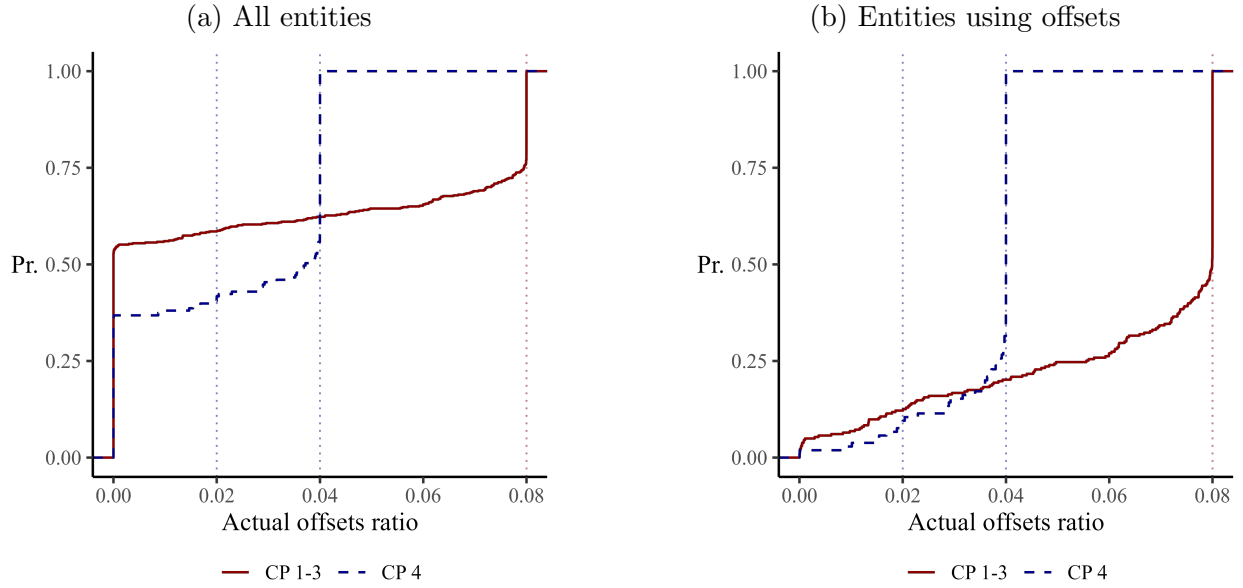 (a) All entities
1.00
0.75
Pr.
0.50
0.25
0.00
0.00 0.02 0.04 0.06 0.08
Actual offsets ratio
CP 1-3 CP 4
(b) Entities using offsets
1.00
0.75
Pr.
0.50
0.25
0.00
0.00 0.02 0.04 0.06 0.08
Actual offsets ratio
CP 1-3 CP 4